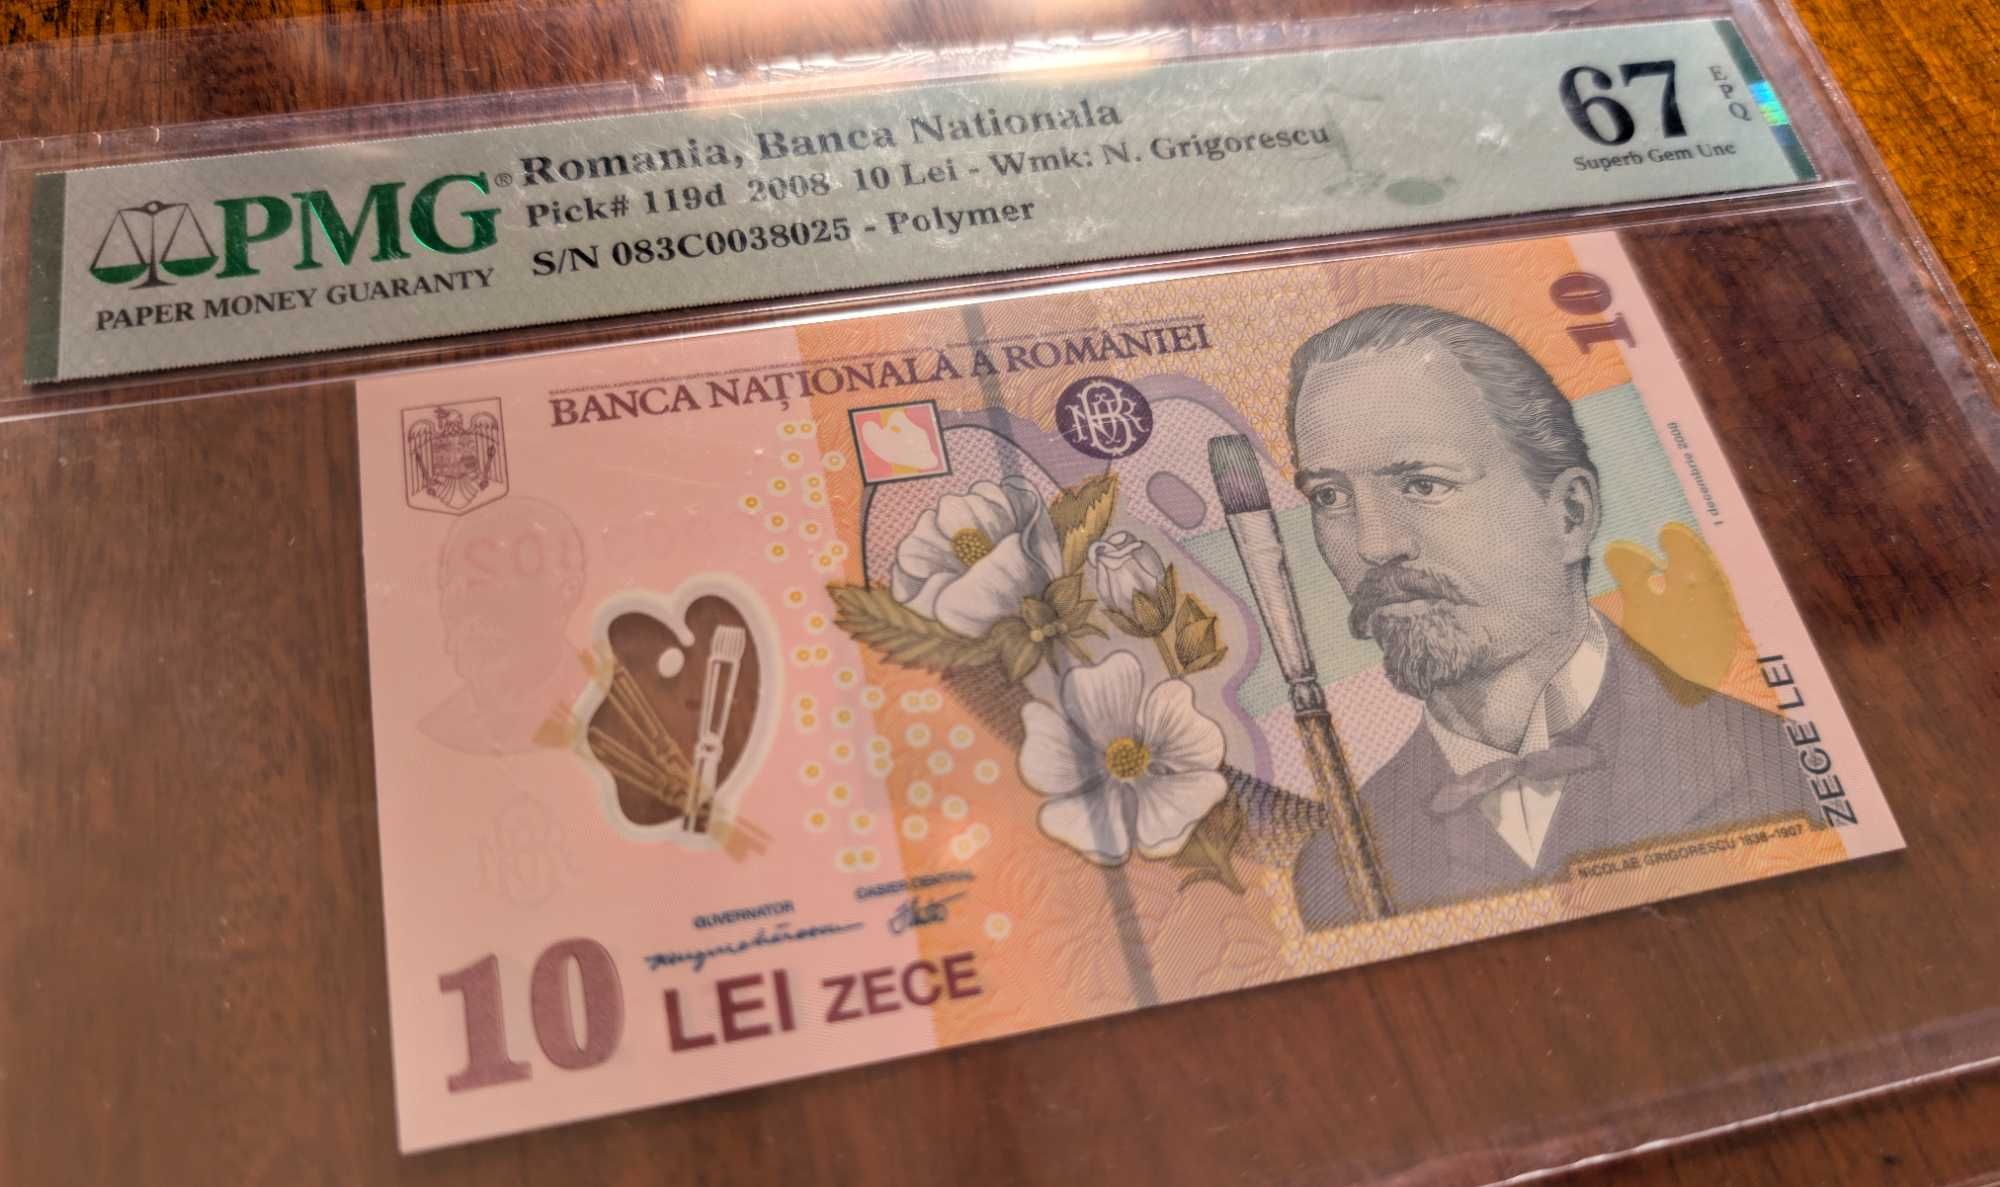 PMG®
PAPER MONEY GUARANTY
Romania, Banca Nationala
Pick# 119d 2008 10 Lei - Wmk: N. Grigorescu
S/N 083C0038025 - Polymer
67
EPQ
Superb Gem Unc
BANCA NAȚIONALĂ A ROMÂNIEI
10
1 decembrie 2008
ZECE LEI
NICOLAE GRIGORESCU 1838–1907
GUVERNATOR
CASIER CENTRAL
10 LEI ZECE